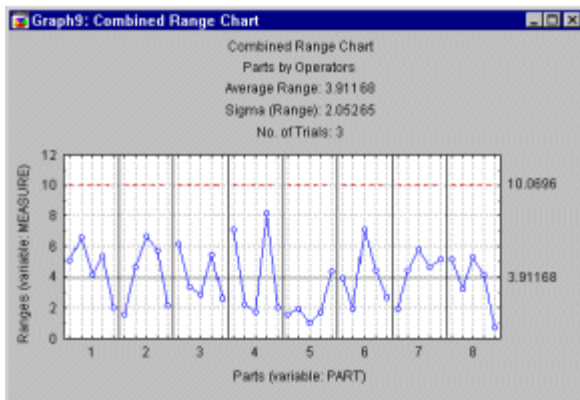 Graph9: Combined Range Chart
Combined Range Chart
Parts by Operators
Average Range: 3.91168
Sigma (Range): 2.05265
No. of Trials: 3
12
10
8
6
4
2
0
10.0696
3.91168
Ranges (variable: MEASURE)
1 2 3 4 5 6 7 8
Parts (variable: PART)